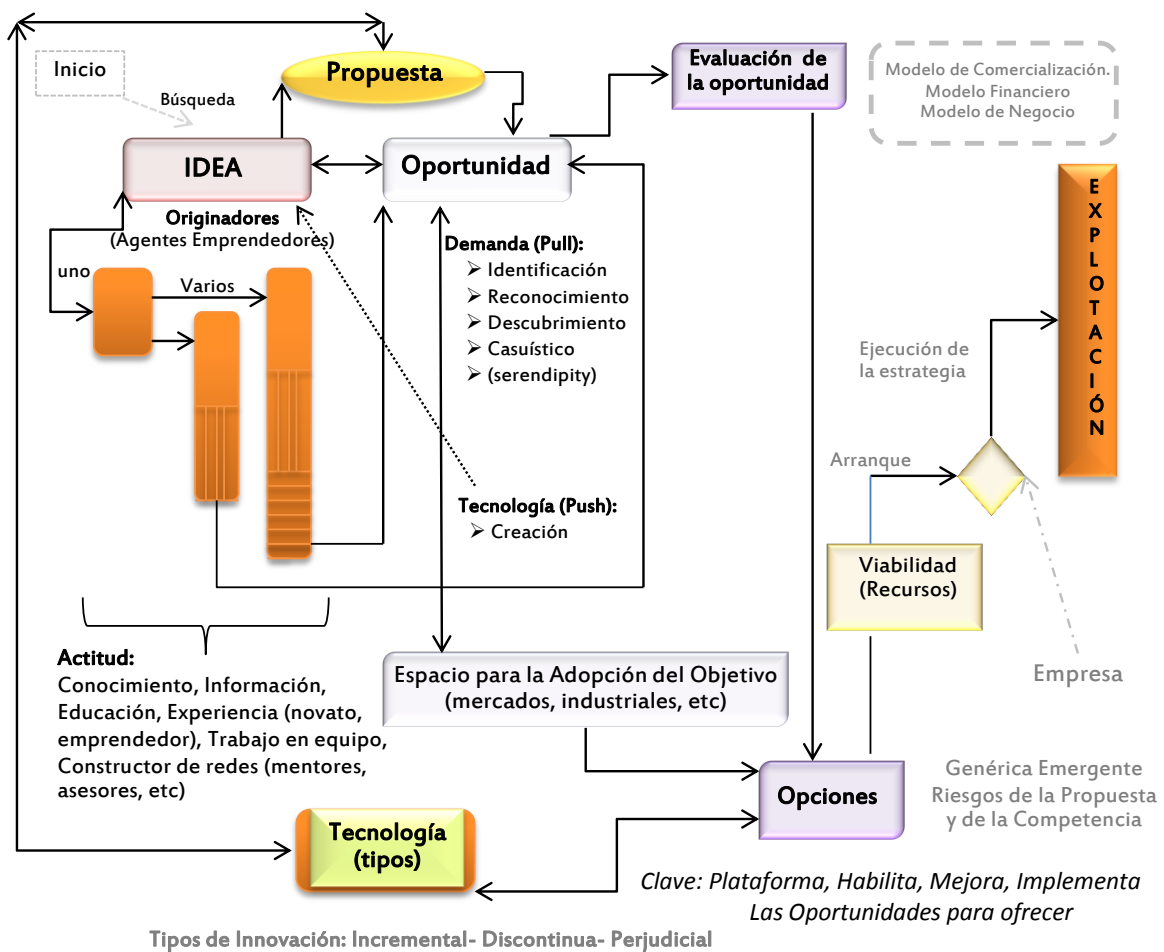 Inicio
Búsqueda
Propuesta
Evaluación de
la oportunidad
Modelo de Comercialización.
Modelo Financiero
Modelo de Negocio
IDEA
Oportunidad
EXPLOTACIÓN
Originadores
(Agentes Emprendedores)
uno
Varios
Demanda (Pull):
➢ Identificación
➢ Reconocimiento
➢ Descubrimiento
➢ Casuístico
➢ (serendipity)
Ejecución de
la estrategia
Arranque
Tecnología (Push):
➢ Creación
Viabilidad
(Recursos)
Actitud:
Conocimiento, Información,
Educación, Experiencia (novato,
emprendedor), Trabajo en equipo,
Constructor de redes (mentores,
asesores, etc)
Espacio para la Adopción del Objetivo
(mercados, industriales, etc)
Empresa
Opciones
Genérica Emergente
Riesgos de la Propuesta
y de la Competencia
Tecnología
(tipos)
Clave: Plataforma, Habilita, Mejora, Implementa
Las Oportunidades para ofrecer
Tipos de Innovación: Incremental- Discontinua- Perjudicial